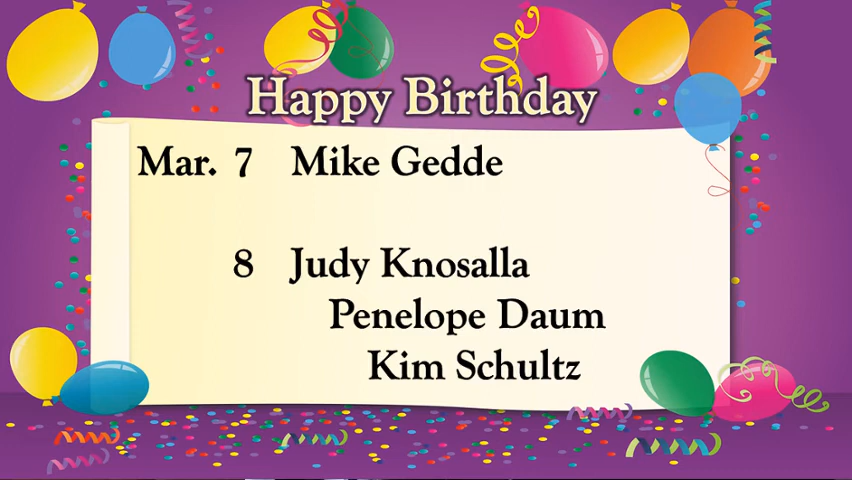 Happy Birthday
Mar. 7 Mike Gedde
8 Judy Knosalla
Penelope Daum
Kim Schultz